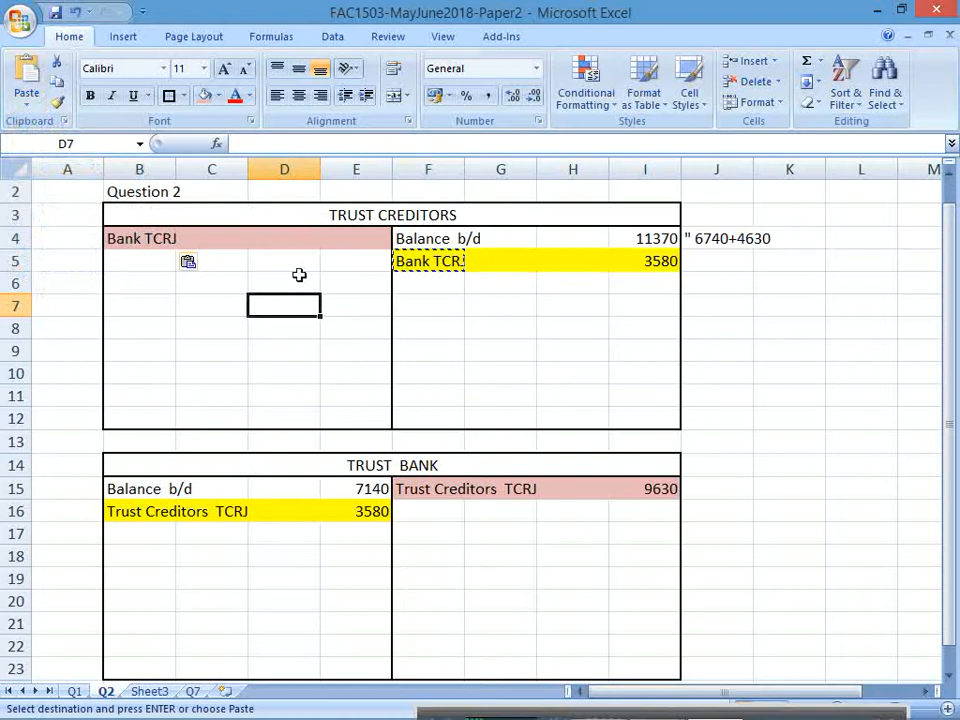 FAC1503-MayJune2018-Paper2 - Microsoft Excel
Home Insert Page Layout Formulas Data Review View Add-Ins
Paste Calibri 11 A A General Conditional Formatting Format as Table Cell Styles Insert Delete Format Σ Sort & Filter Find & Select
B I U A $ % , .0 .00 .00 .0
Clipboard Font Alignment Number Styles Cells Editing
D7 fx
A B C D E F G H I J K L M
2 Question 2
3 TRUST CREDITORS
4 Bank TCRJ Balance b/d 11370 " 6740+4630
5 Bank TCRJ 3580
6
7
8
9
10
11
12
13
14 TRUST BANK
15 Balance b/d 7140 Trust Creditors TCRJ 9630
16 Trust Creditors TCRJ 3580
17
18
19
20
21
22
23
Q1 Q2 Sheet3 Q7
Select destination and press ENTER or choose Paste